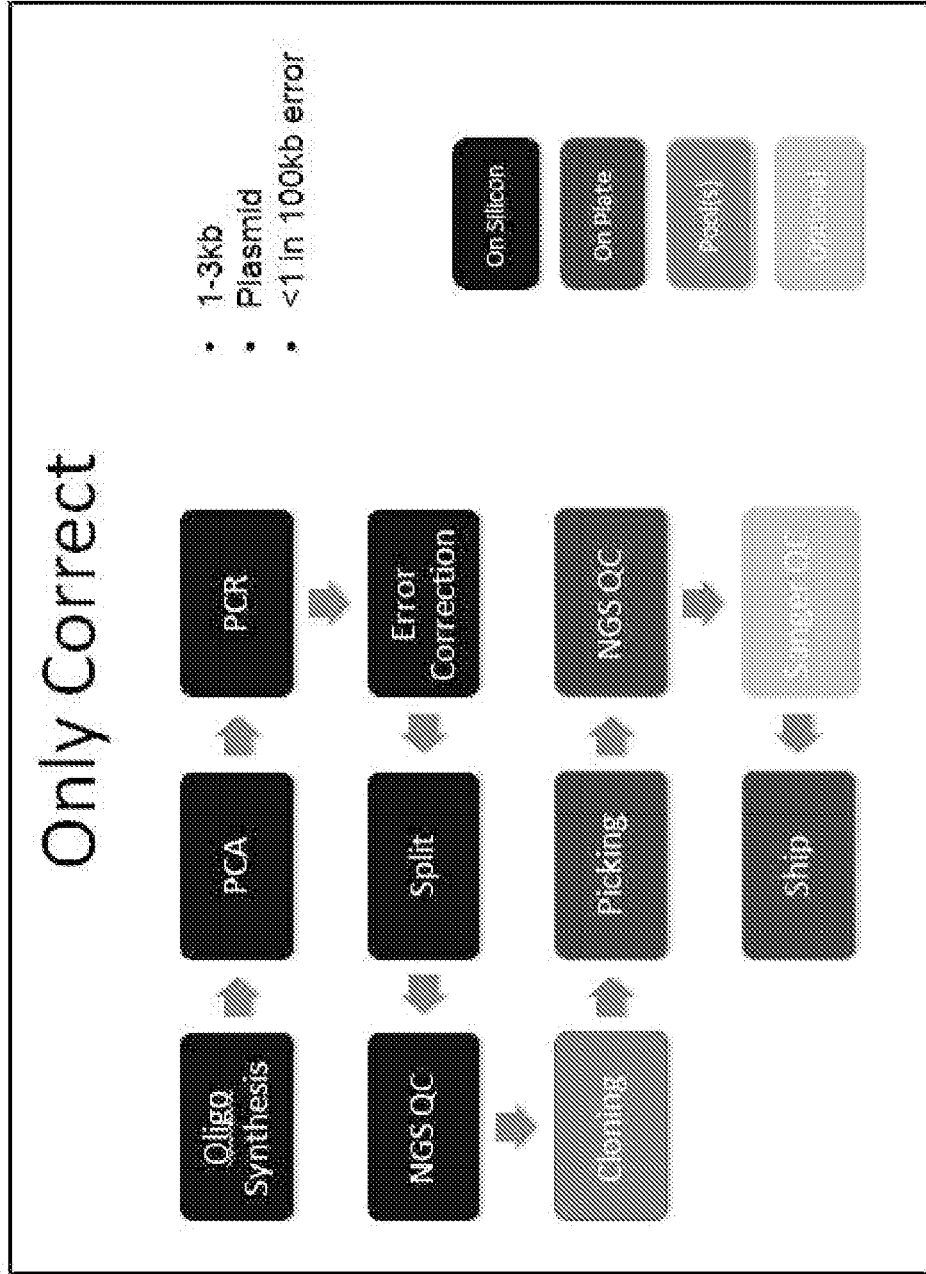 Only Correct
Oligo
Synthesis
PCA
PCR
Error
Correction
Split
NGS QC
Cloning
Picking
NGS QC
Ship
• 1-3kb
• Plasmid
• <1 in 100kb error
On Silicon
On Plate